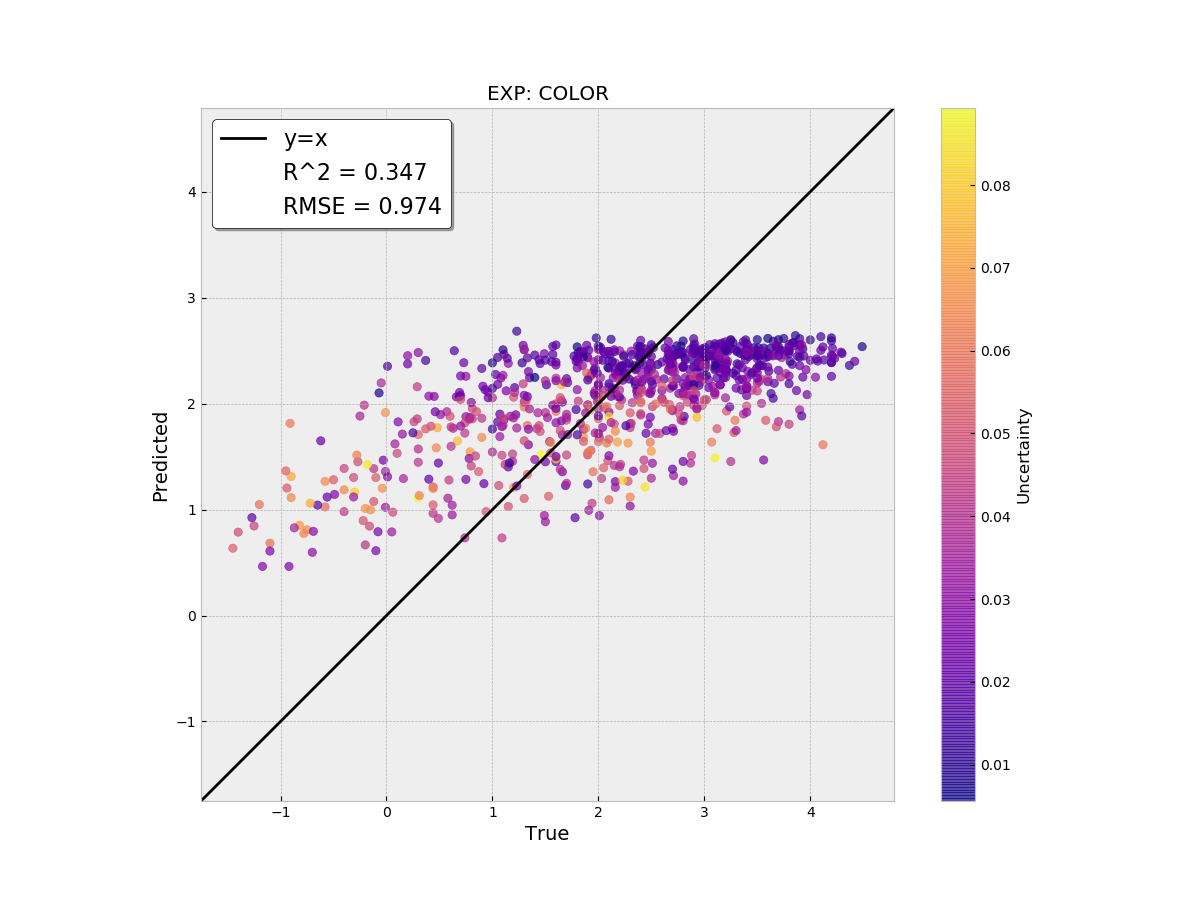 EXP: COLOR
y=x
R^2 = 0.347
RMSE = 0.974
4
3
2
1
0
−1
Predicted
−1
0
1
2
3
4
True
0.08
0.07
0.06
0.05
0.04
0.03
0.02
0.01
Uncertainty